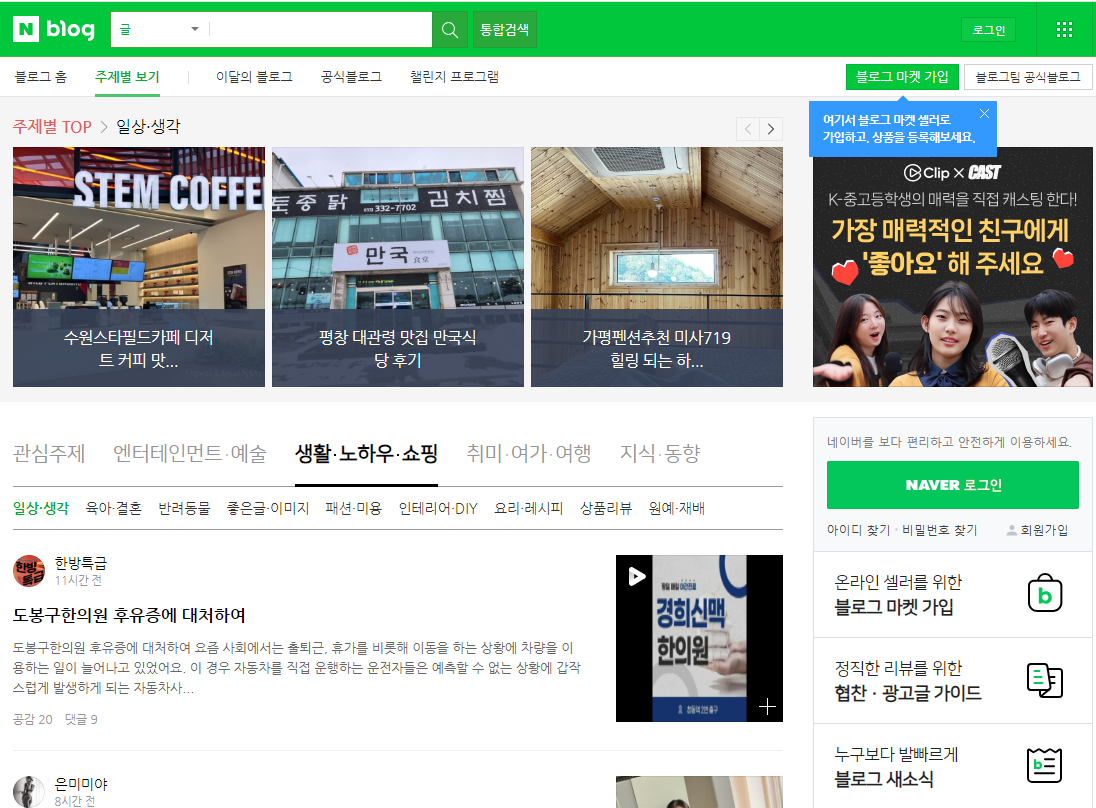 N blog
글
통합검색
로그인
블로그 홈
주제별 보기
이달의 블로그
공식블로그
챌린지 프로그램
블로그 마켓 가입
블로그팀 공식블로그
여기서 블로그 마켓 셀러로
가입하고, 상품을 등록해보세요.
주제별 TOP > 일상·생각
STEM COFFE
수원스타필드카페 디저
트 커피 맛...
토종닭 332-7702 김치찜
만국
食堂
평창 대관령 맛집 만국식
당 후기
가평펜션추천 미사719
힐링 되는 하...
Clip × CAST
K-중고등학생의 매력을 직접 캐스팅 한다!
가장 매력적인 친구에게
'좋아요' 해 주세요
관심주제
엔터테인먼트·예술
생활·노하우·쇼핑
취미·여가·여행
지식·동향
일상·생각
육아·결혼
반려동물
좋은글·이미지
패션·미용
인테리어·DIY
요리·레시피
상품리뷰
원예·재배
한방특급
한방특급
11시간 전
도봉구한의원 후유증에 대처하여
도봉구한의원 후유증에 대처하여 요즘 사회에서는 출퇴근, 휴가를 비롯해 이동을 하는 상황에 차량을 이
용하는 일이 늘어나고 있었어요. 이 경우 자동차를 직접 운행하는 운전자들은 예측할 수 없는 상황에 갑작
스럽게 발생하게 되는 자동차사...
공감 20 댓글 9
경희신맥
한의원
은미미야
8시간 전
네이버를 보다 편리하고 안전하게 이용하세요.
NAVER 로그인
아이디 찾기 · 비밀번호 찾기
회원가입
온라인 셀러를 위한
블로그 마켓 가입
b
정직한 리뷰를 위한
협찬 · 광고글 가이드
누구보다 발빠르게
블로그 새소식
b